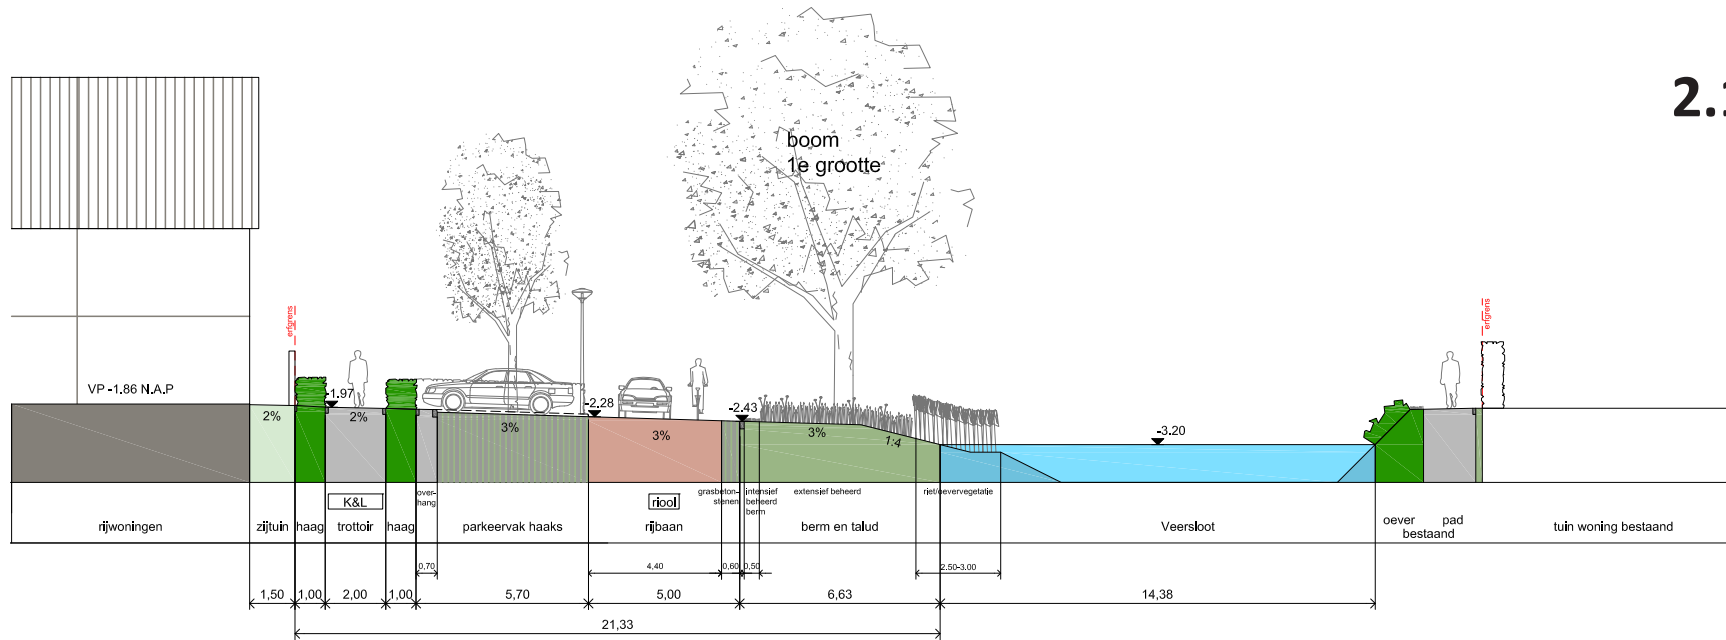 2.1
boom
1e grootte
erfgrens
erfgrens
VP -1.86 N.A.P
-1.97
-2.28
-2.43
-3.20
2%
2%
3%
3%
3%
1:4
K&L
over-
hang
riool
grasbeton-
stenen
intensief
beheerd
berm
extensief beheerd
riet/oevervegetatie
rijwoningen
zijtuin
haag
trottoir
haag
parkeervak haaks
rijbaan
berm en talud
Veersloot
oever
pad
bestaand
tuin woning bestaand
0,70
4,40
0,60
0,50
2.50-3.00
1,50
1,00
2,00
1,00
5,70
5,00
6,63
14,38
21,33